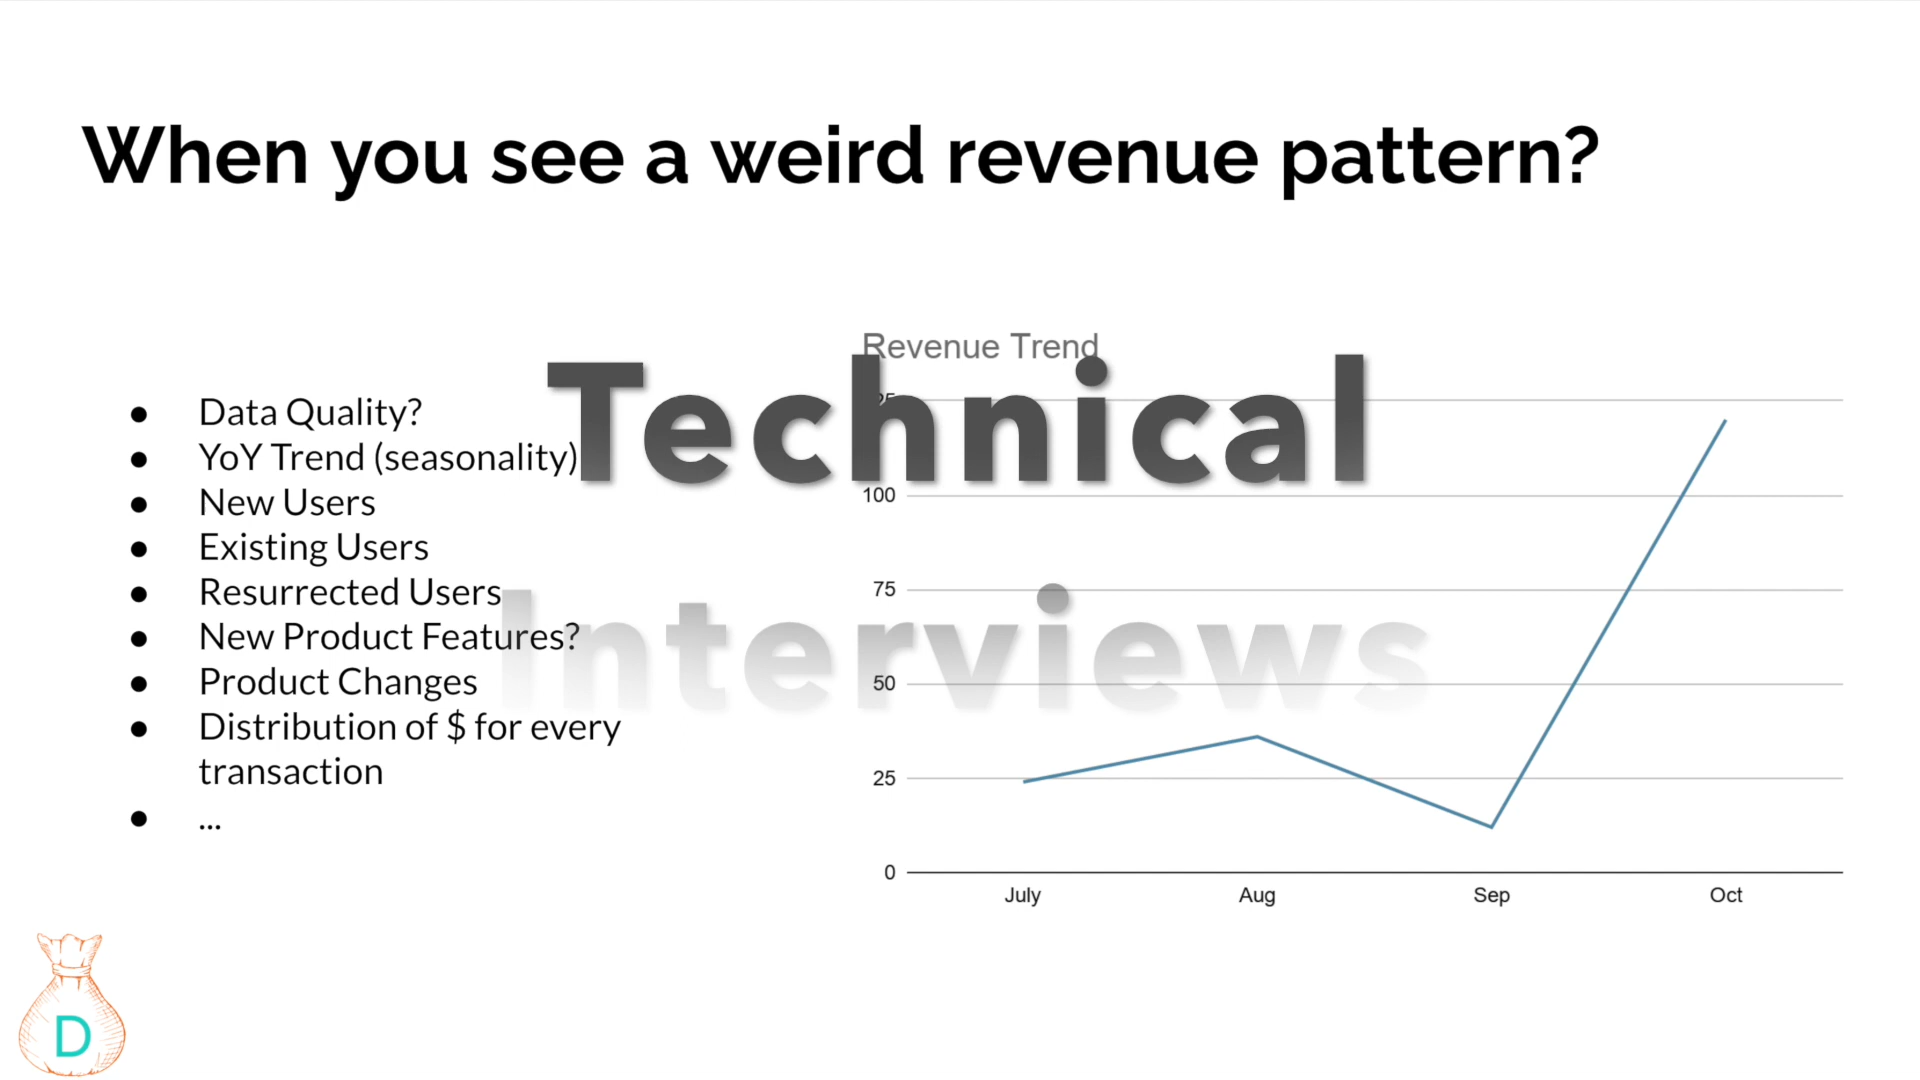 When you see a weird revenue pattern?
● Data Quality?
● YoY Trend (seasonality)
● New Users
● Existing Users
● Resurrected Users
● New Product Features?
● Product Changes
● Distribution of $ for every
transaction
● ...
Revenue Trend
100
75
50
25
0
July Aug Sep Oct
Technical
Interviews
D